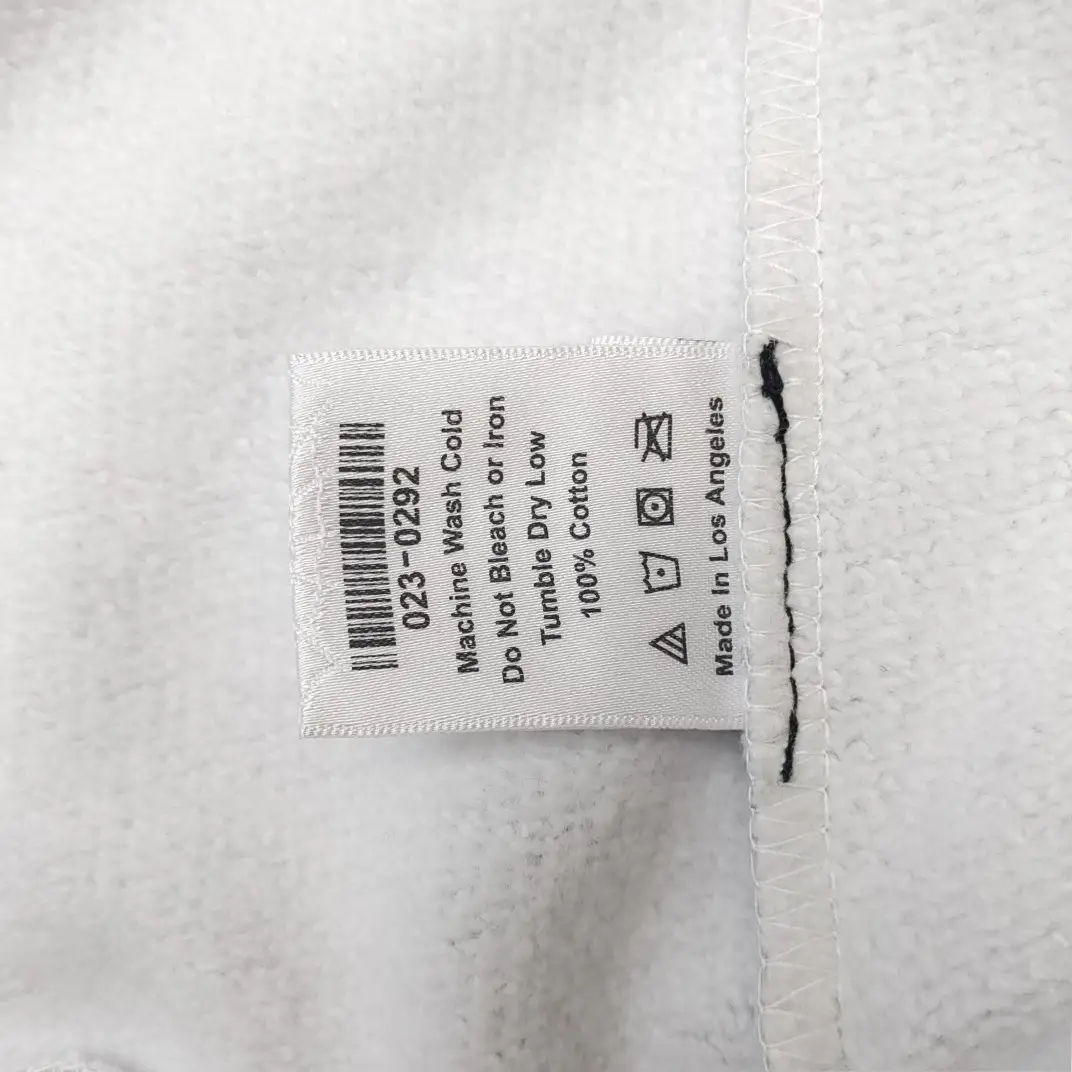 023-0292
Machine Wash Cold
Do Not Bleach or Iron
Tumble Dry Low
100% Cotton
Made In Los Angeles